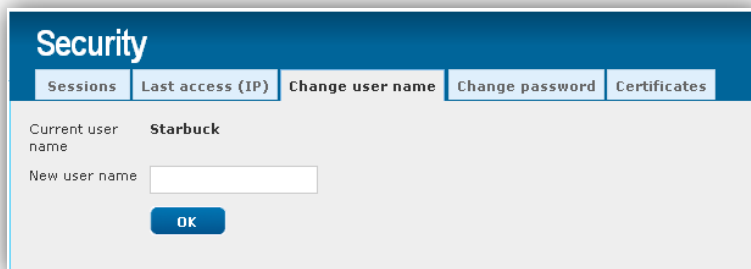 Security
Sessions Last access (IP) Change user name Change password Certificates
Current user Starbuck
name
New user name
OK